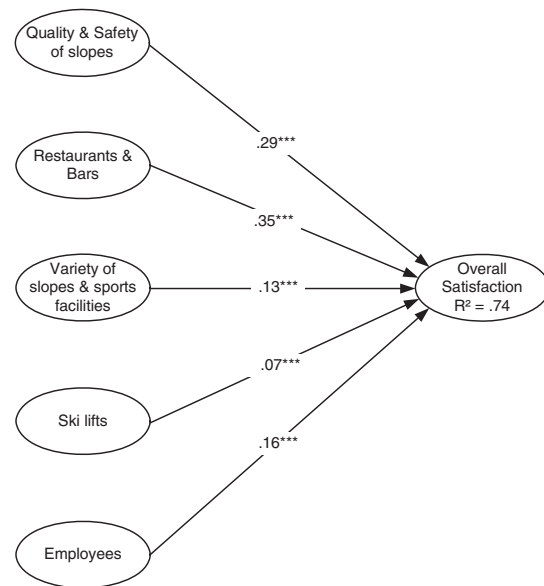 Quality & Safety
of slopes
.29***
Restaurants &
Bars
.35***
Variety of
slopes & sports
facilities
.13***
Overall
Satisfaction
R² = .74
.07***
Ski lifts
.16***
Employees